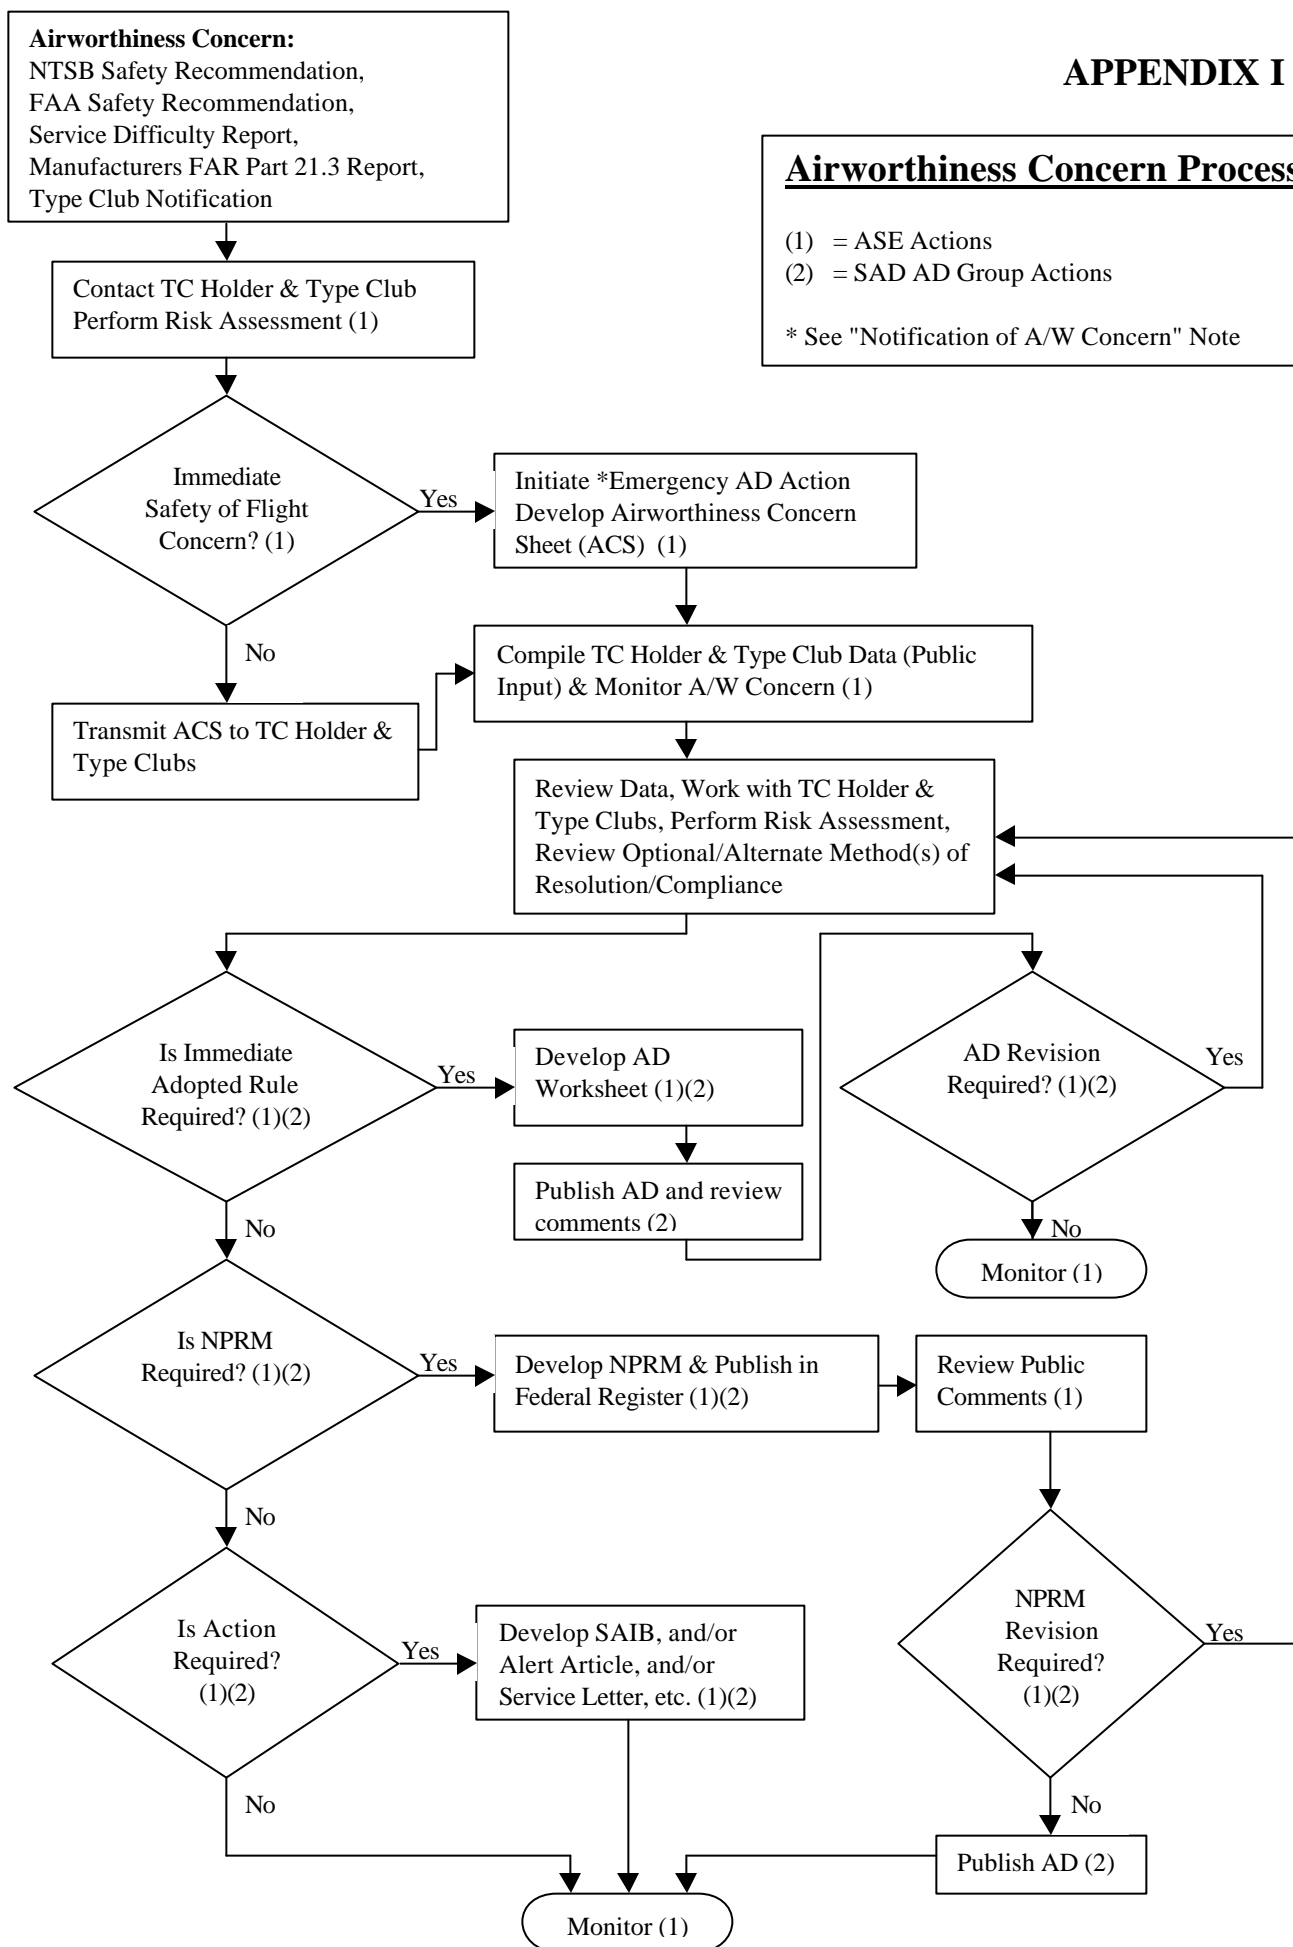 Airworthiness Concern:
NTSB Safety Recommendation,
FAA Safety Recommendation,
Service Difficulty Report,
Manufacturers FAR Part 21.3 Report,
Type Club Notification
APPENDIX I
Airworthiness Concern Process
(1) = ASE Actions
(2) = SAD AD Group Actions
* See "Notification of A/W Concern" Note
Contact TC Holder & Type Club
Perform Risk Assessment (1)
Immediate
Safety of Flight
Concern? (1)
Yes
Initiate *Emergency AD Action
Develop Airworthiness Concern
Sheet (ACS) (1)
No
Transmit ACS to TC Holder &
Type Clubs
Compile TC Holder & Type Club Data (Public
Input) & Monitor A/W Concern (1)
Review Data, Work with TC Holder &
Type Clubs, Perform Risk Assessment,
Review Optional/Alternate Method(s) of
Resolution/Compliance
Is Immediate
Adopted Rule
Required? (1)(2)
Yes
Develop AD
Worksheet (1)(2)
Publish AD and review
comments (2)
AD Revision
Required? (1)(2)
Yes
No
Monitor (1)
No
Is NPRM
Required? (1)(2)
Yes
Develop NPRM & Publish in
Federal Register (1)(2)
Review Public
Comments (1)
No
Is Action
Required?
(1)(2)
Yes
Develop SAIB, and/or
Alert Article, and/or
Service Letter, etc. (1)(2)
NPRM
Revision
Required?
(1)(2)
Yes
No
No
Publish AD (2)
Monitor (1)